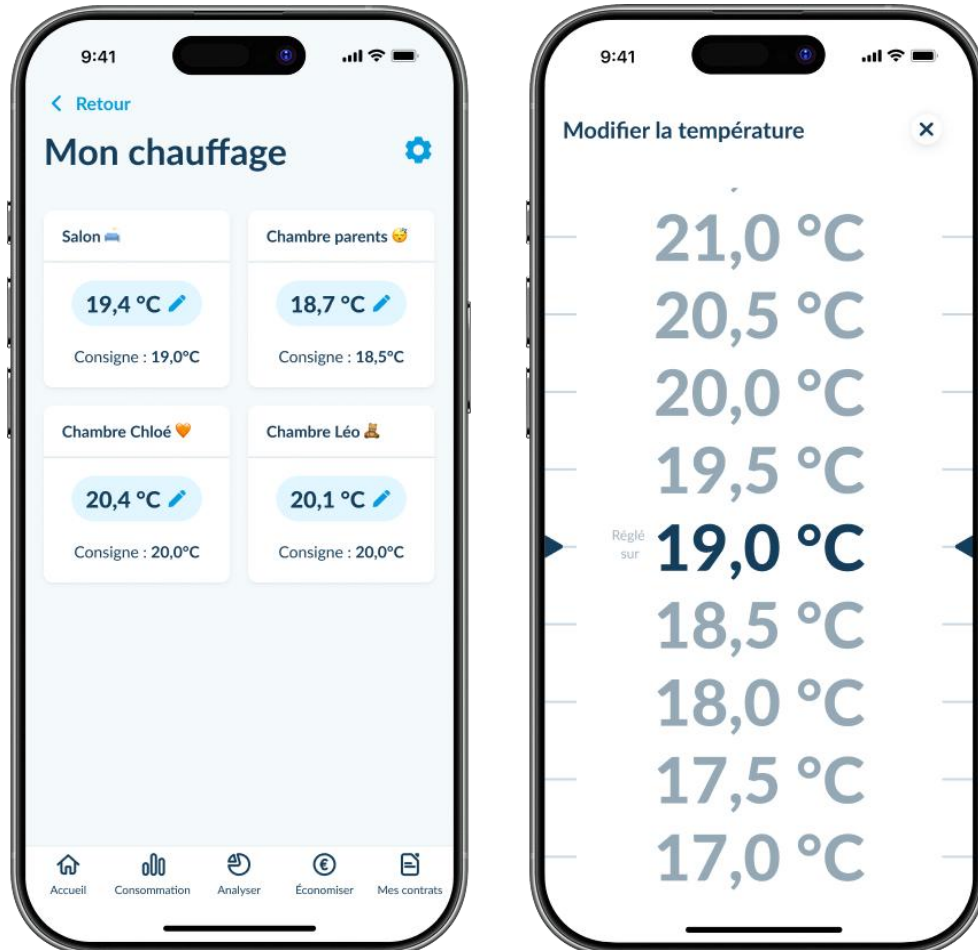 9:41
Retour
Mon chauffage
Salon
19,4 °C
Consigne : 19,0°C
Chambre parents
18,7 °C
Consigne : 18,5°C
Chambre Chloé
20,4 °C
Consigne : 20,0°C
Chambre Léo
20,1 °C
Consigne : 20,0°C
Accueil
Consommation
Analyser
Économiser
Mes contrats
9:41
Modifier la température
21,0 °C
20,5 °C
20,0 °C
19,5 °C
Réglé
sur
19,0 °C
18,5 °C
18,0 °C
17,5 °C
17,0 °C